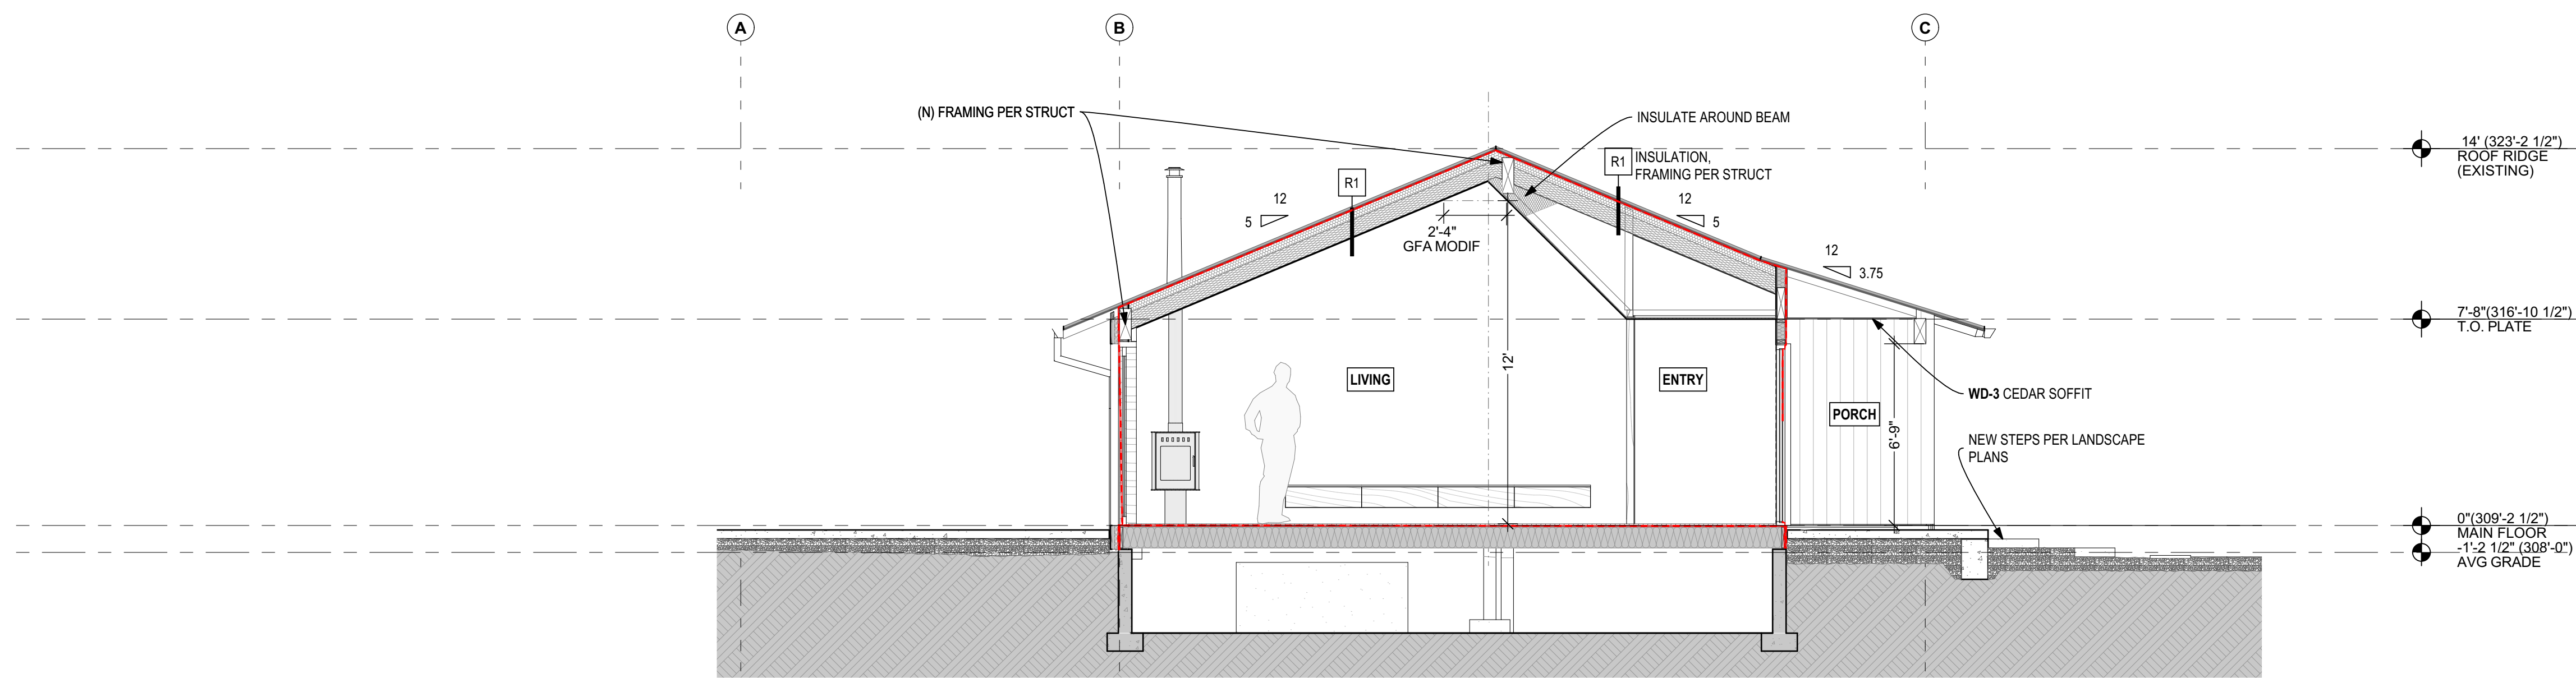 A
B
C
(N) FRAMING PER STRUCT
INSULATE AROUND BEAM
R1
R1
INSULATION,
FRAMING PER STRUCT
12
5
12
5
12
3.75
2'-4"
GFA MODIF
12'
LIVING
ENTRY
PORCH
6'-9"
WD-3 CEDAR SOFFIT
NEW STEPS PER LANDSCAPE
PLANS
14' (323'-2 1/2")
ROOF RIDGE
(EXISTING)
7'-8"(316'-10 1/2")
T.O. PLATE
0"(309'-2 1/2")
MAIN FLOOR
-1'-2 1/2" (308'-0")
AVG GRADE